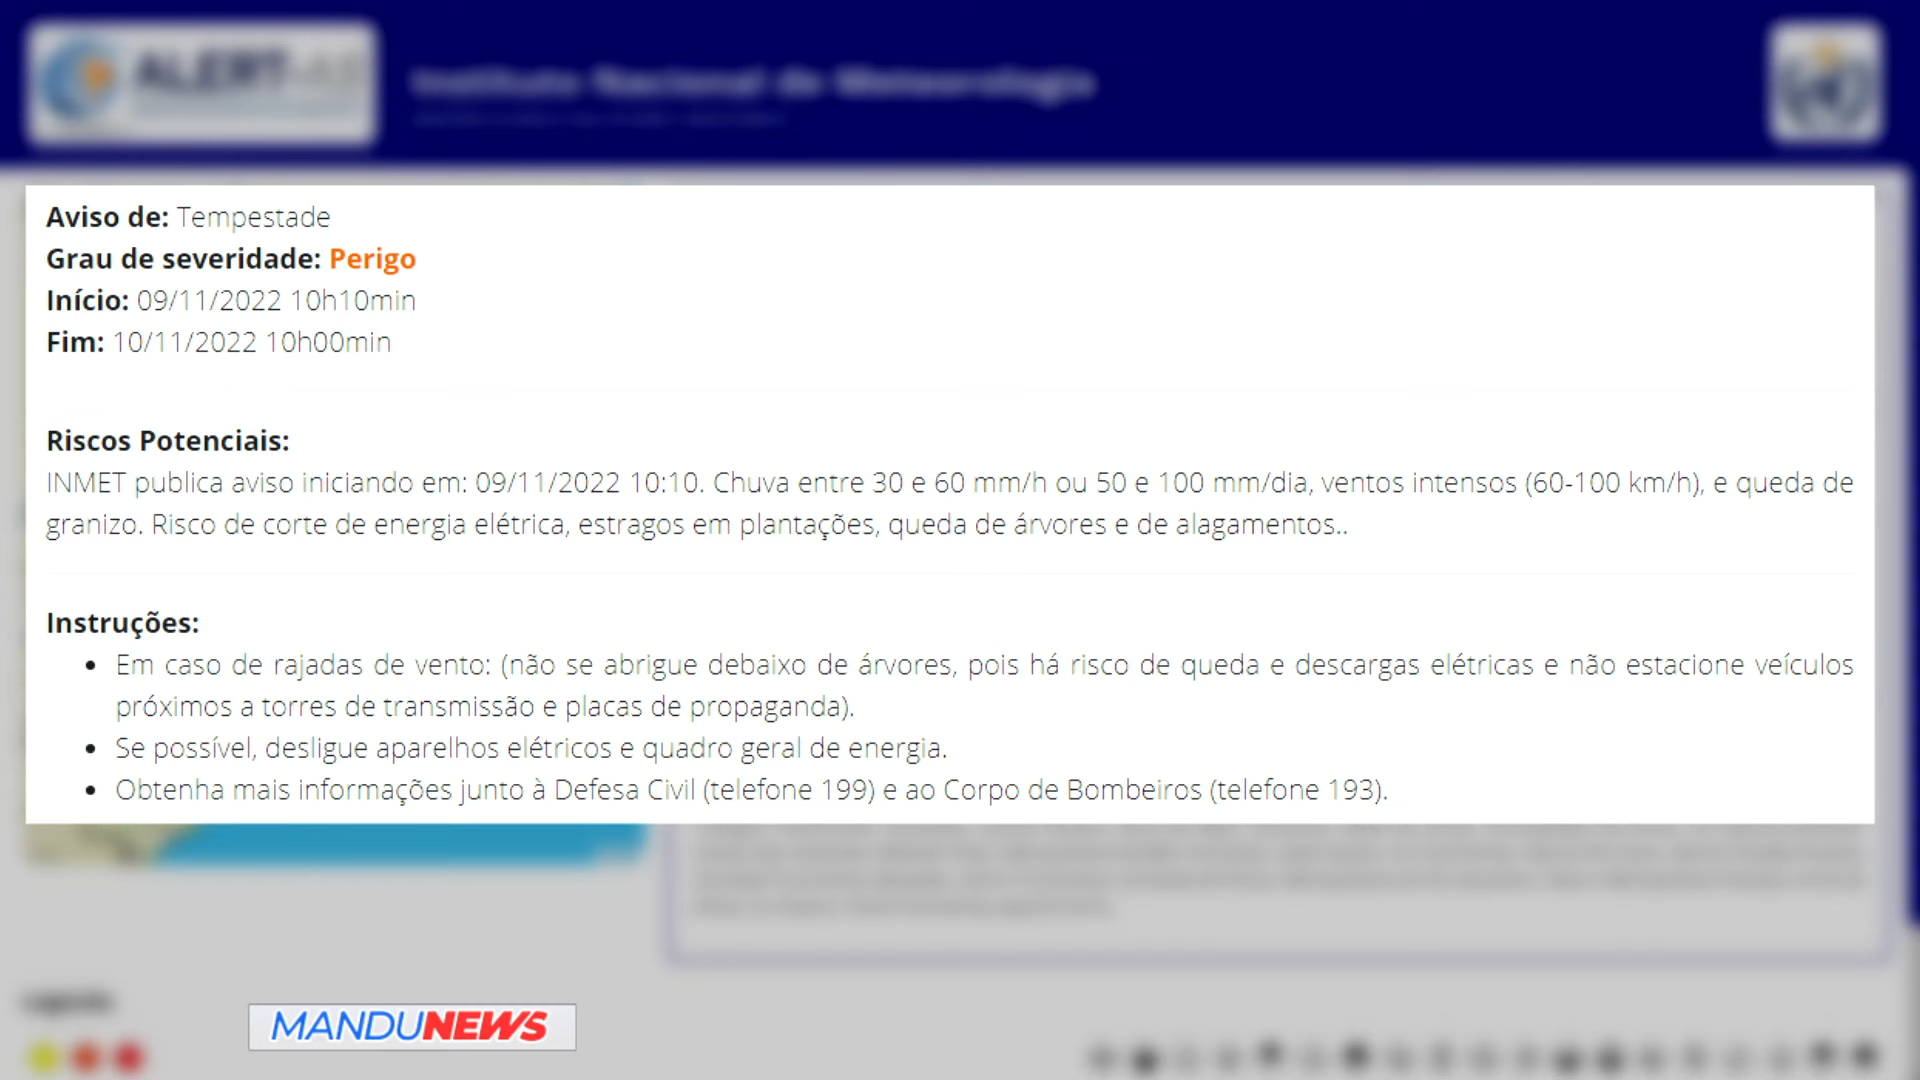 ALERT-AS
Instituto Nacional de Meteorologia
Aviso de: Tempestade
Grau de severidade: Perigo
Início: 09/11/2022 10h10min
Fim: 10/11/2022 10h00min
Riscos Potenciais:
INMET publica aviso iniciando em: 09/11/2022 10:10. Chuva entre 30 e 60 mm/h ou 50 e 100 mm/dia, ventos intensos (60-100 km/h), e queda de
granizo. Risco de corte de energia elétrica, estragos em plantações, queda de árvores e de alagamentos..
Instruções:
• Em caso de rajadas de vento: (não se abrigue debaixo de árvores, pois há risco de queda e descargas elétricas e não estacione veículos
próximos a torres de transmissão e placas de propaganda).
• Se possível, desligue aparelhos elétricos e quadro geral de energia.
• Obtenha mais informações junto à Defesa Civil (telefone 199) e ao Corpo de Bombeiros (telefone 193).
MANDUNEWS